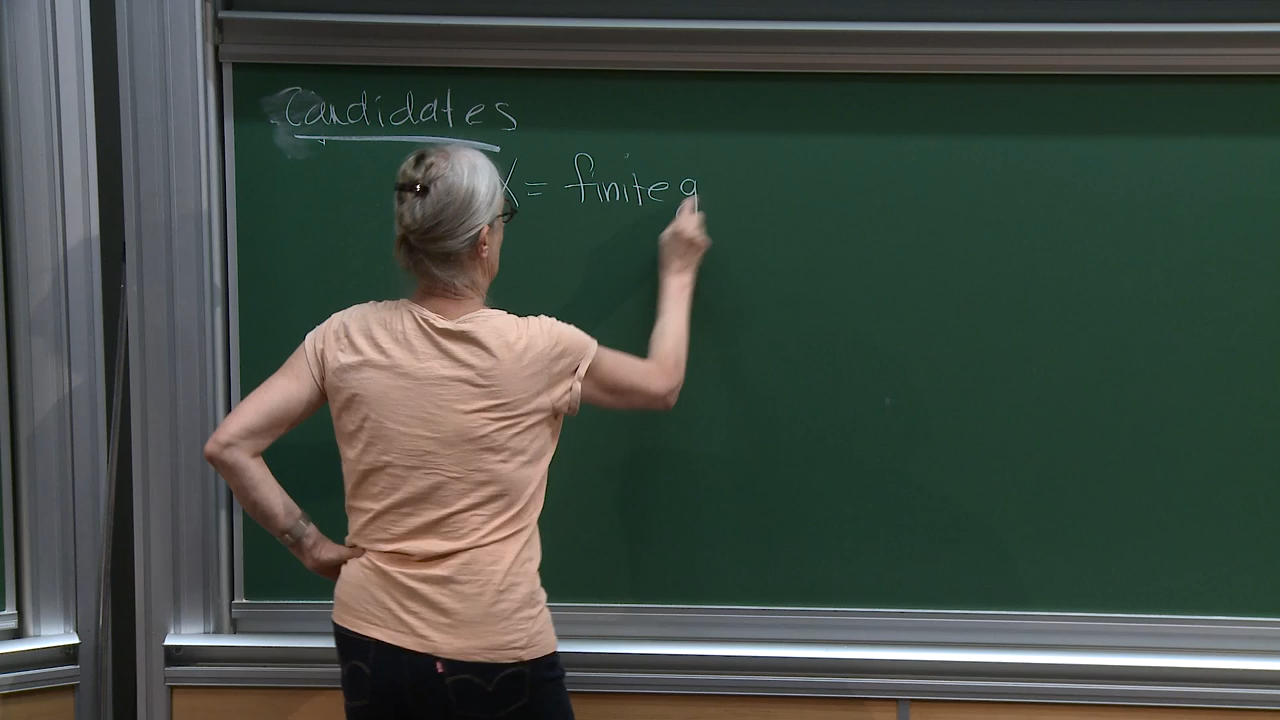 Candidates
X = finite g